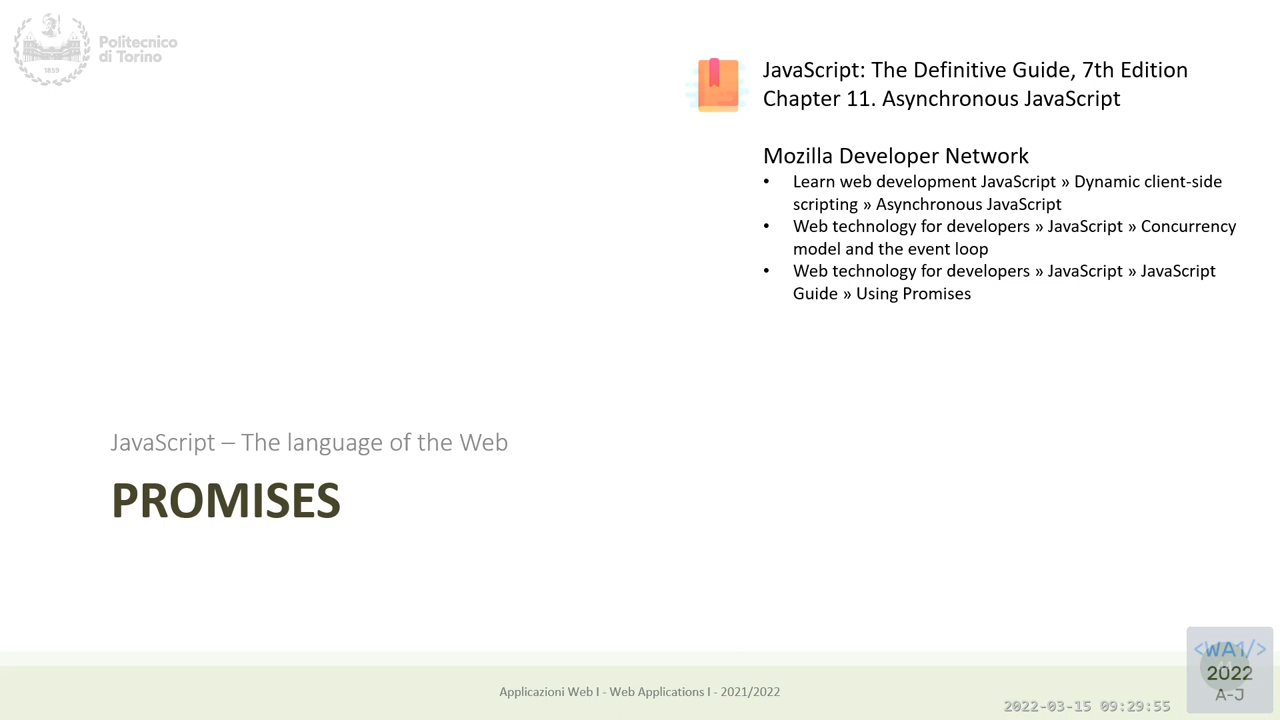 Politecnico
di Torino
1859
JavaScript: The Definitive Guide, 7th Edition
Chapter 11. Asynchronous JavaScript
Mozilla Developer Network
• Learn web development JavaScript » Dynamic client-side
scripting » Asynchronous JavaScript
• Web technology for developers » JavaScript » Concurrency
model and the event loop
• Web technology for developers » JavaScript » JavaScript
Guide » Using Promises
JavaScript – The language of the Web
PROMISES
Applicazioni Web I - Web Applications I - 2021/2022
<WA1/>
2022
A-J
2022-03-15 09:29:55